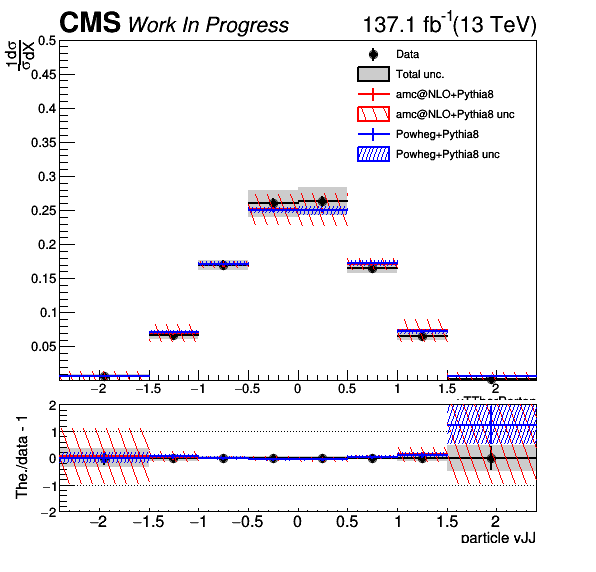 CMS Work In Progress 137.1 fb⁻¹(13 TeV)
1dσ
σdX
0.5
0.45
0.4
0.35
0.3
0.25
0.2
0.15
0.1
0.05
Data
Total unc.
amc@NLO+Pythia8
amc@NLO+Pythia8 unc
Powheg+Pythia8
Powheg+Pythia8 unc
−2 −1.5 −1 −0.5 0 0.5 1 1.5 2
The./data - 1
2
1
0
−1
−2
−2 −1.5 −1 −0.5 0 0.5 1 1.5 2
particle yJJ